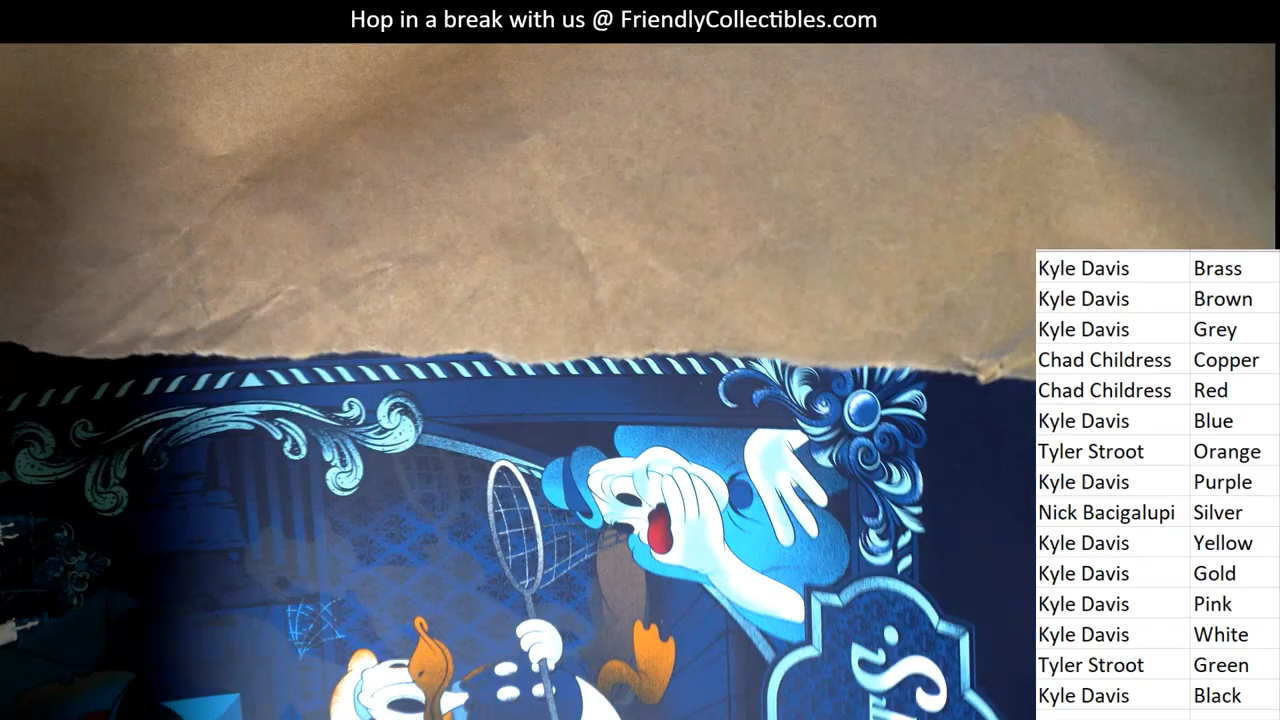 Hop in a break with us @ FriendlyCollectibles.com
Kyle Davis Brass
Kyle Davis Brown
Kyle Davis Grey
Chad Childress Copper
Chad Childress Red
Kyle Davis Blue
Tyler Stroot Orange
Kyle Davis Purple
Nick Bacigalupi Silver
Kyle Davis Yellow
Kyle Davis Gold
Kyle Davis Pink
Kyle Davis White
Tyler Stroot Green
Kyle Davis Black